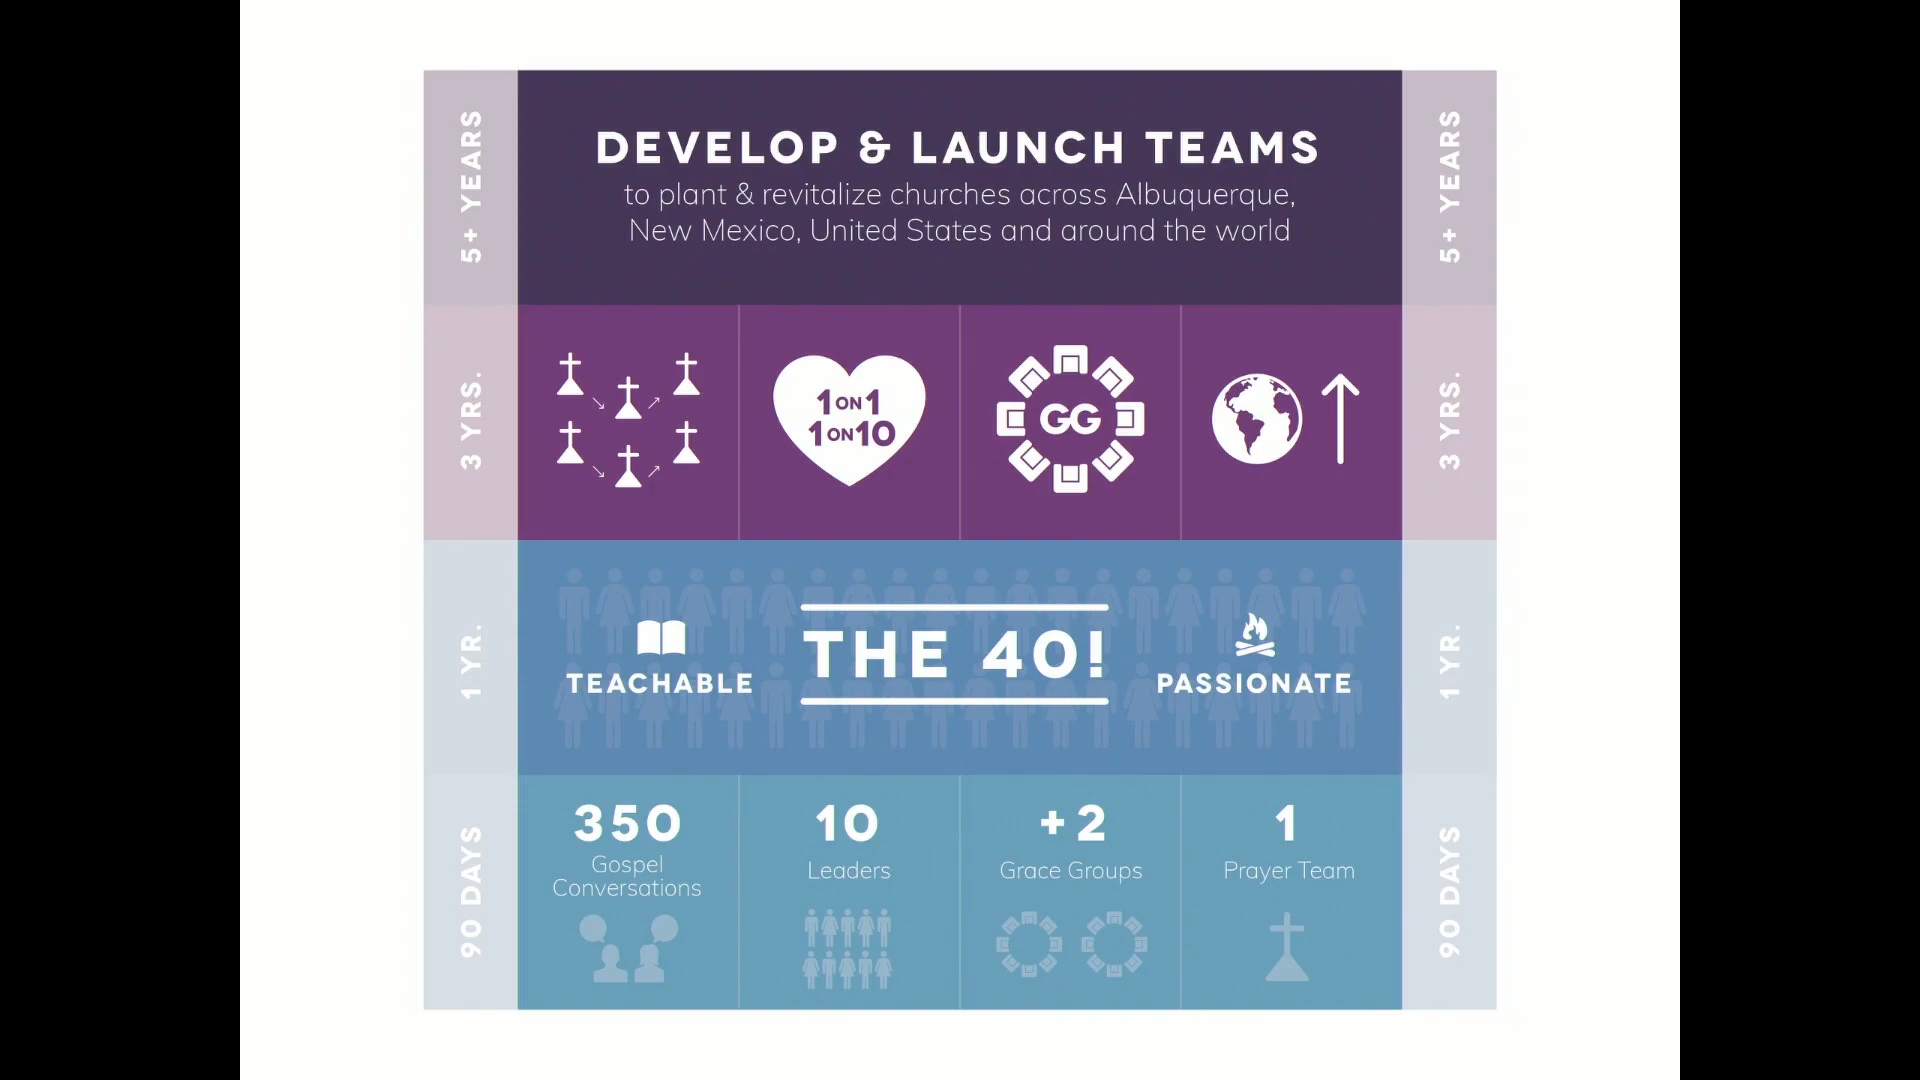 5+ YEARS
DEVELOP & LAUNCH TEAMS
to plant & revitalize churches across Albuquerque,
New Mexico, United States and around the world
5+ YEARS
3 YRS.
1 ON 1
1 ON 10
GG
3 YRS.
1 YR.
TEACHABLE
THE 40!
PASSIONATE
1 YR.
90 DAYS
350
Gospel
Conversations
10
Leaders
+2
Grace Groups
1
Prayer Team
90 DAYS